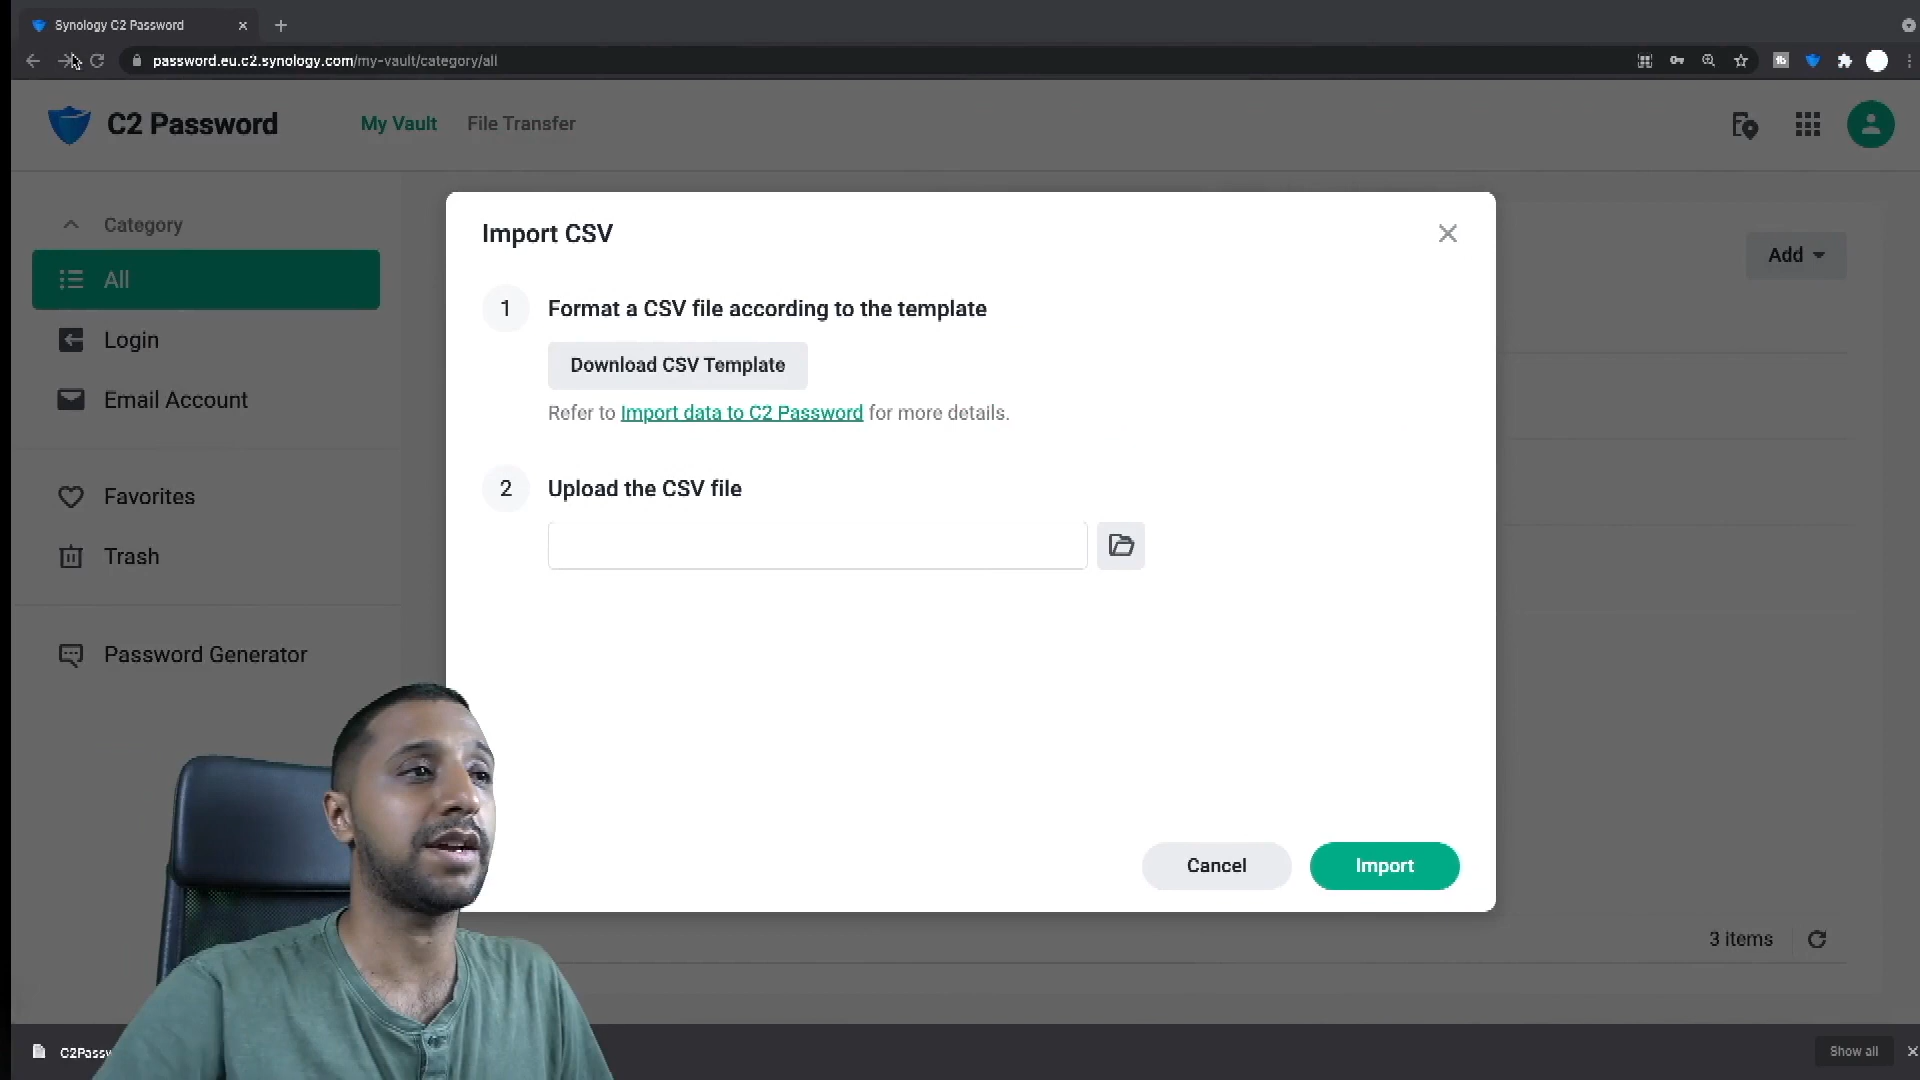 Synology C2 Password
password.eu.c2.synology.com/my-vault/category/all
C2 Password
My Vault
File Transfer
Category
All
Login
Email Account
Favorites
Trash
Password Generator
Add
Import CSV
1
Format a CSV file according to the template
Download CSV Template
Refer to Import data to C2 Password for more details.
2
Upload the CSV file
Cancel
Import
3 items
Show all